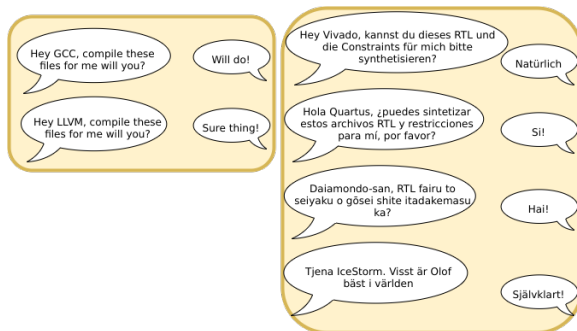 Hey GCC, compile these
files for me will you?
Will do!
Hey LLVM, compile these
files for me will you?
Sure thing!
Hey Vivado, kannst du dieses RTL und
die Constraints für mich bitte
synthetisieren?
Natürlich
Hola Quartus, ¿puedes sintetizar
estos archivos RTL y restricciones
para mí, por favor?
Si!
Daiamondo-san, RTL fairu to
seiyaku o gōsei shite itadakemasu
ka?
Hai!
Tjena IceStorm. Visst är Olof
bäst i världen
Självklart!